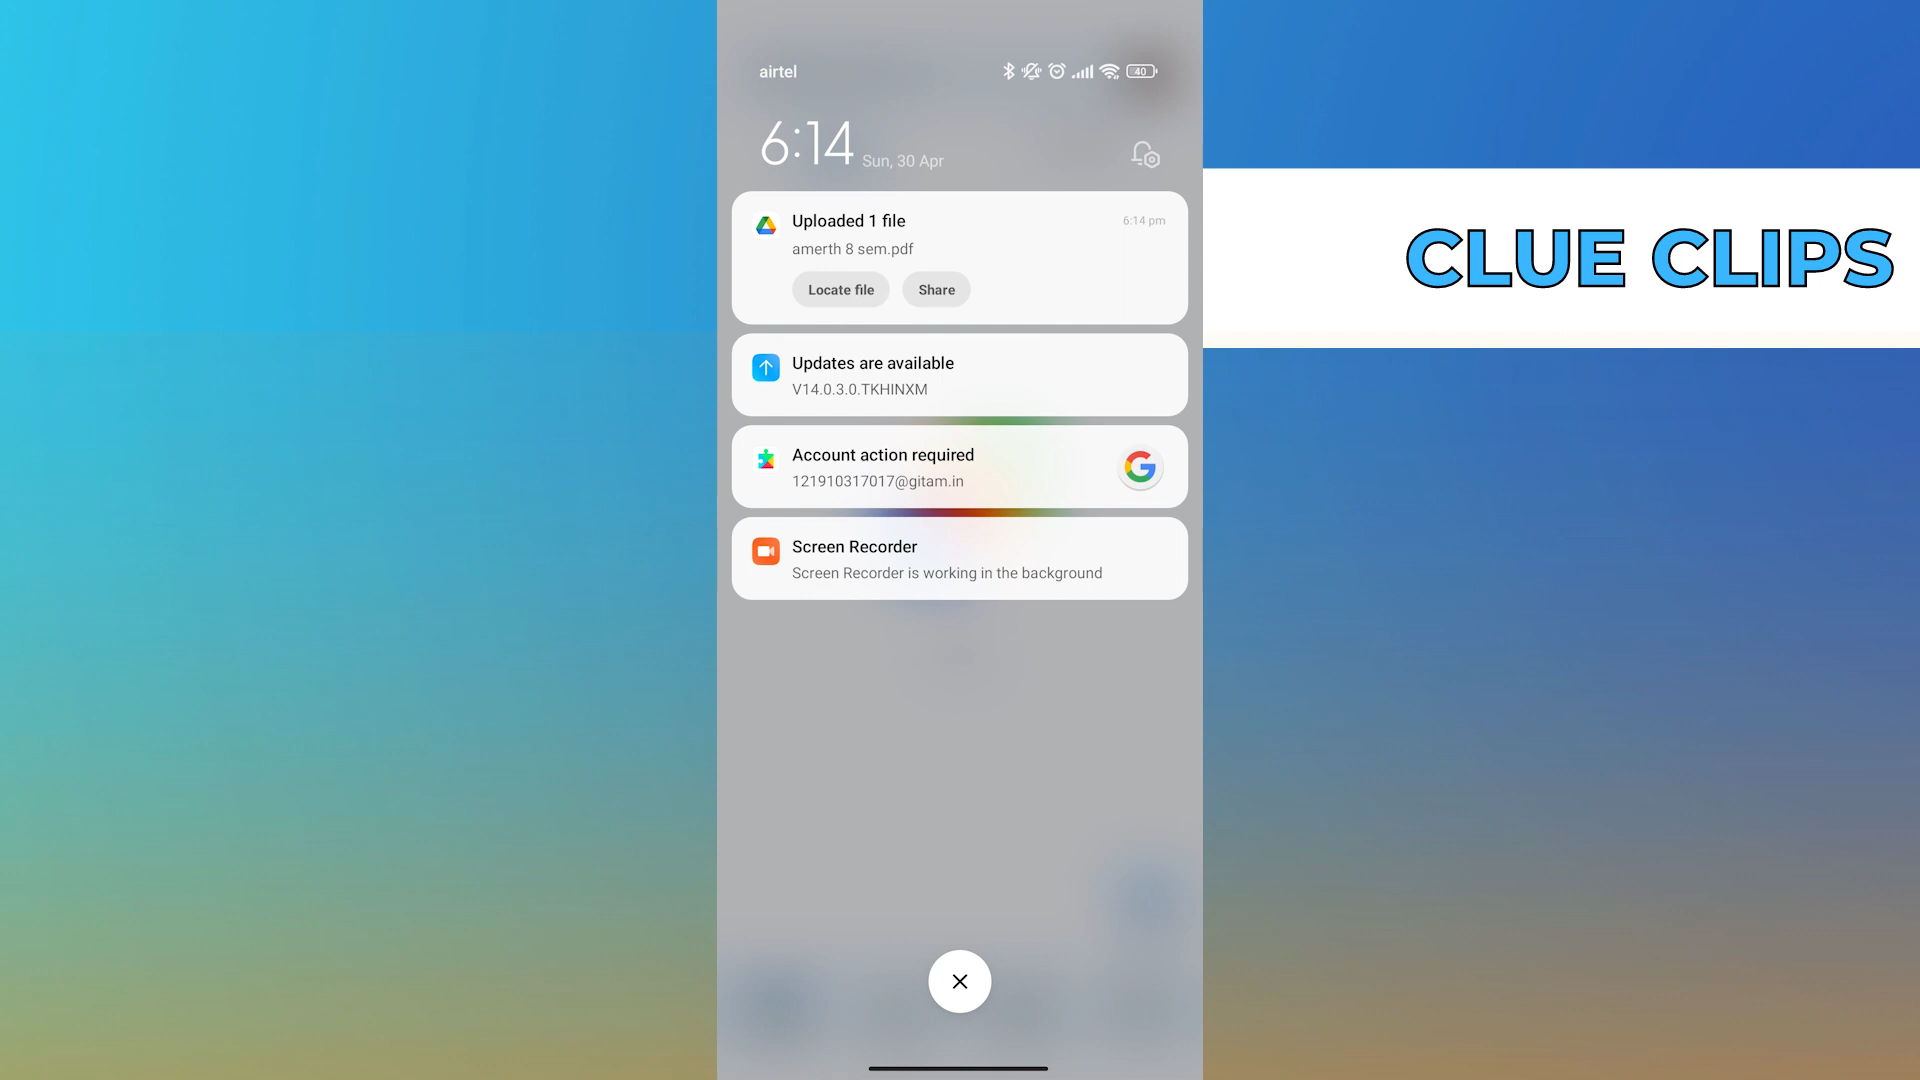 airtel
40
6:14 Sun, 30 Apr
Uploaded 1 file 6:14 pm
amerth 8 sem.pdf
Locate file Share
Updates are available
V14.0.3.0.TKHINXM
Account action required
121910317017@gitam.in
Screen Recorder
Screen Recorder is working in the background
CLUE CLIPS